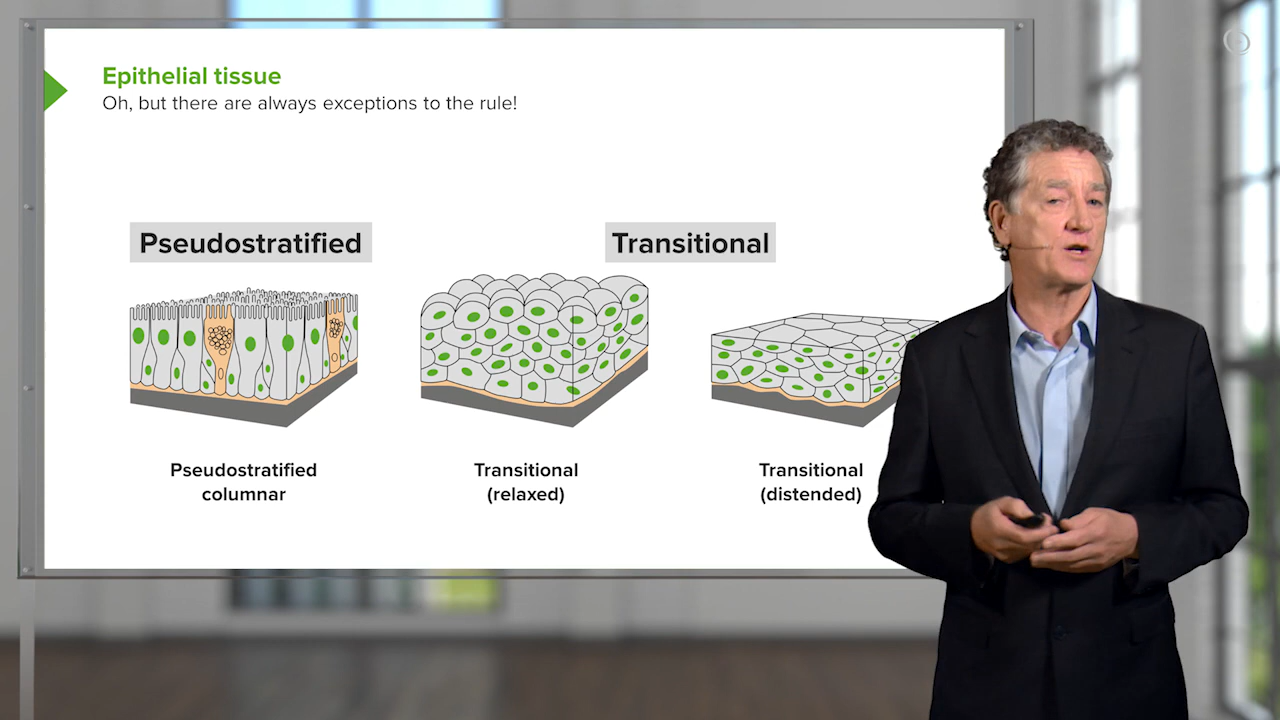 Epithelial tissue
Oh, but there are always exceptions to the rule!
Pseudostratified
Transitional
Pseudostratified
columnar
Transitional
(relaxed)
Transitional
(distended)